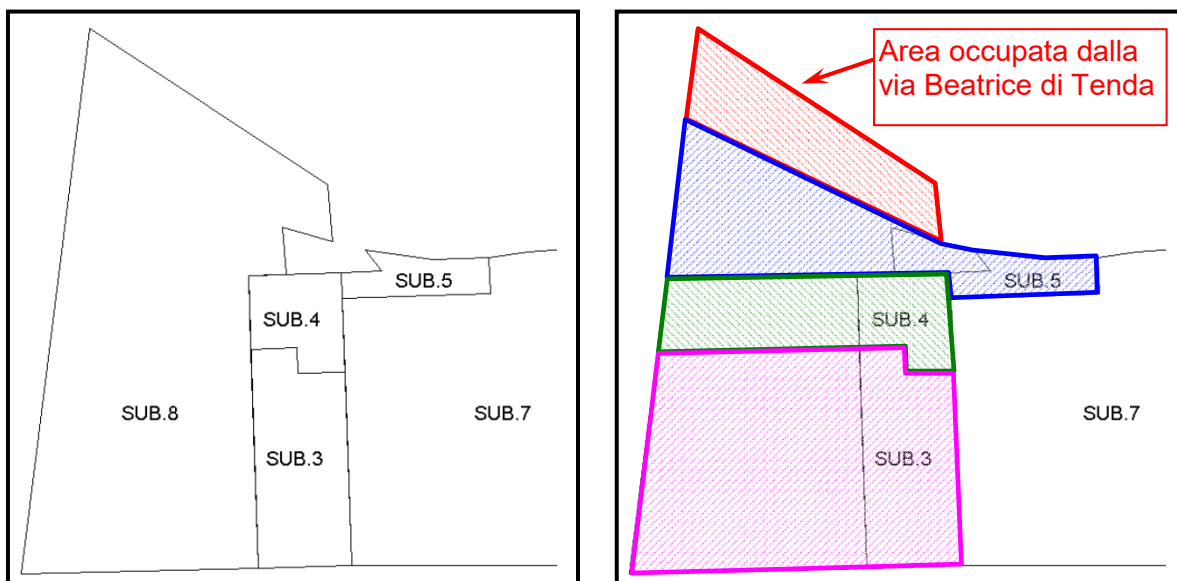 SUB.5
SUB.4
SUB.8
SUB.7
SUB.3
Area occupata dalla
via Beatrice di Tenda
SUB.5
SUB.4
SUB.7
SUB.3